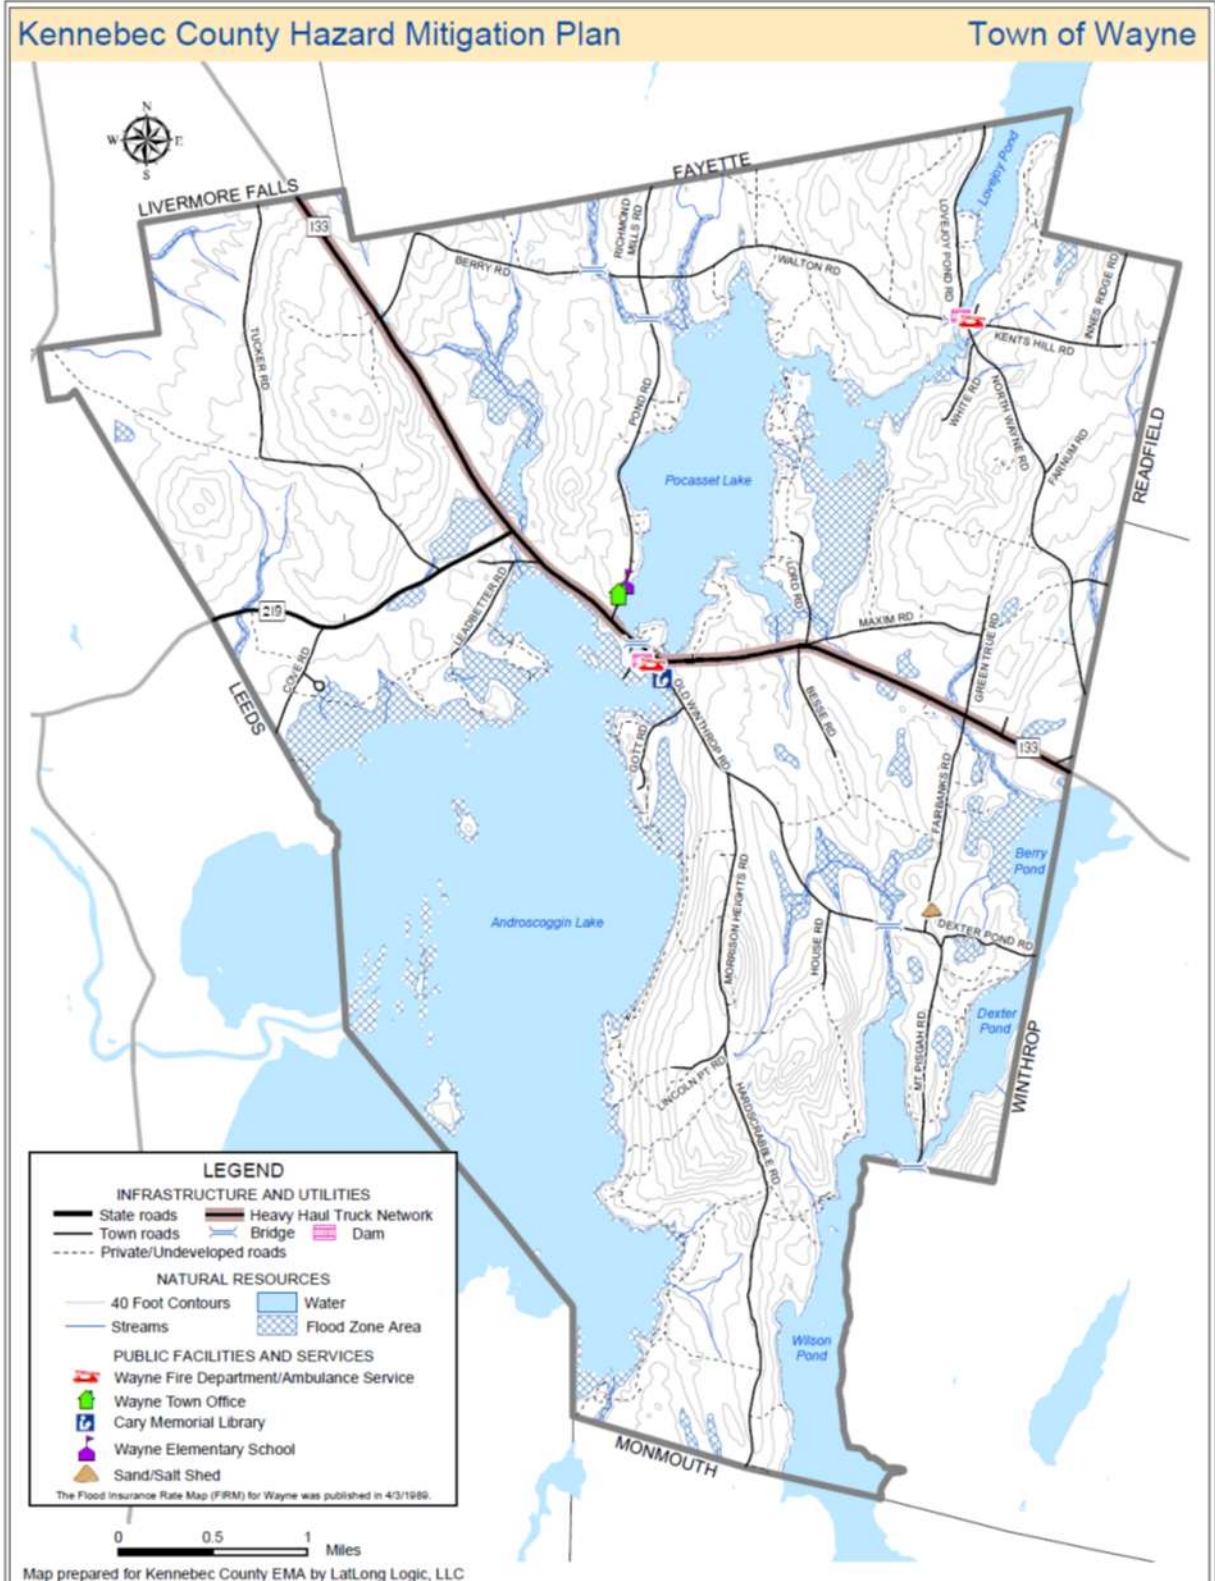 Kennebec County Hazard Mitigation Plan
Town of Wayne
N
W E
S
LIVERMORE FALLS
FAYETTE
133
Lovejoy Pond
LOVEJOY POND RD
RICHMOND
MILLS RD
BERRY RD
WALTON RD
INNES RIDGE RD
KENTS HILL RD
TUCKER RD
POND RD
WHITE RD
NORTH WAYNE RD
FARNUM RD
READFIELD
Pocasset Lake
LORD RD
LEADBETTER RD
219
MAXIM RD
GREEN TRUE RD
COVE RD
LEEDS
OLD WINTHROP RD
GOTT RD
BESSE RD
133
FAIRBANKS RD
Berry
Pond
Androscoggin Lake
MORRISON HEIGHTS RD
HOUSE RD
DEXTER POND RD
Dexter
Pond
MT PISGAH RD
WINTHROP
LINCOLN PT RD
HARDSCRABBLE RD
Wilson
Pond
MONMOUTH
LEGEND
INFRASTRUCTURE AND UTILITIES
State roads Heavy Haul Truck Network
Town roads Bridge Dam
Private/Undeveloped roads
NATURAL RESOURCES
40 Foot Contours Water
Streams Flood Zone Area
PUBLIC FACILITIES AND SERVICES
Wayne Fire Department/Ambulance Service
Wayne Town Office
Cary Memorial Library
Wayne Elementary School
Sand/Salt Shed
The Flood Insurance Rate Map (FIRM) for Wayne was published in 4/3/1989.
0 0.5 1
Miles
Map prepared for Kennebec County EMA by LatLong Logic, LLC